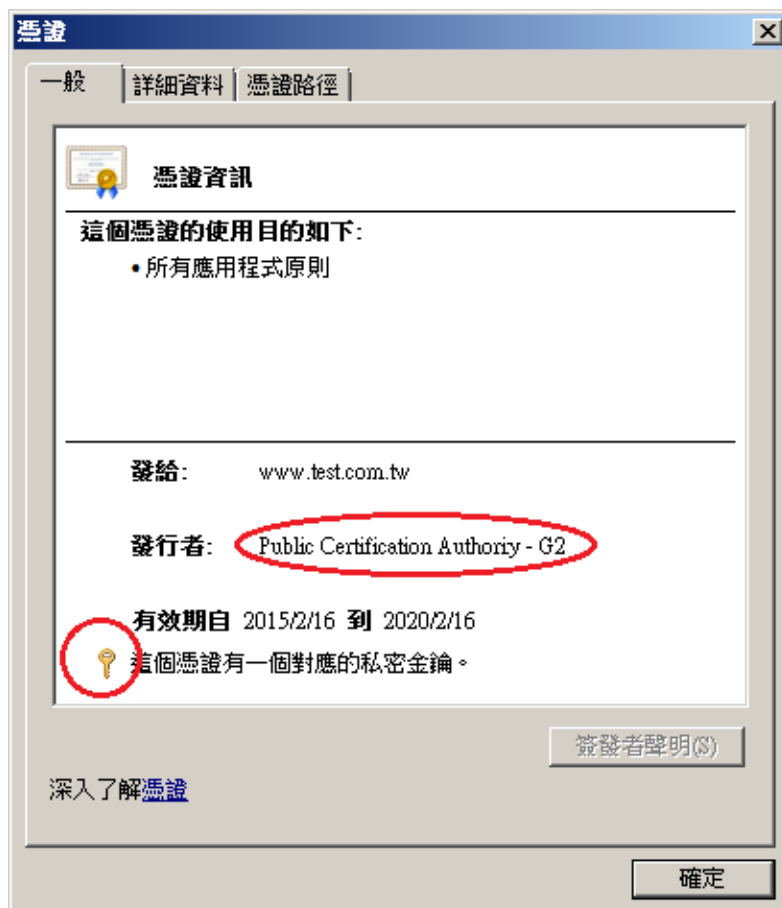 憑證
一般 詳細資料 憑證路徑
憑證資訊
這個憑證的使用目的如下:
• 所有應用程式原則
發給: www.test.com.tw
發行者: Public Certification Authoriy - G2
有效期自 2015/2/16 到 2020/2/16
這個憑證有一個對應的私密金鑰。
簽發者聲明(S)
深入了解憑證
確定